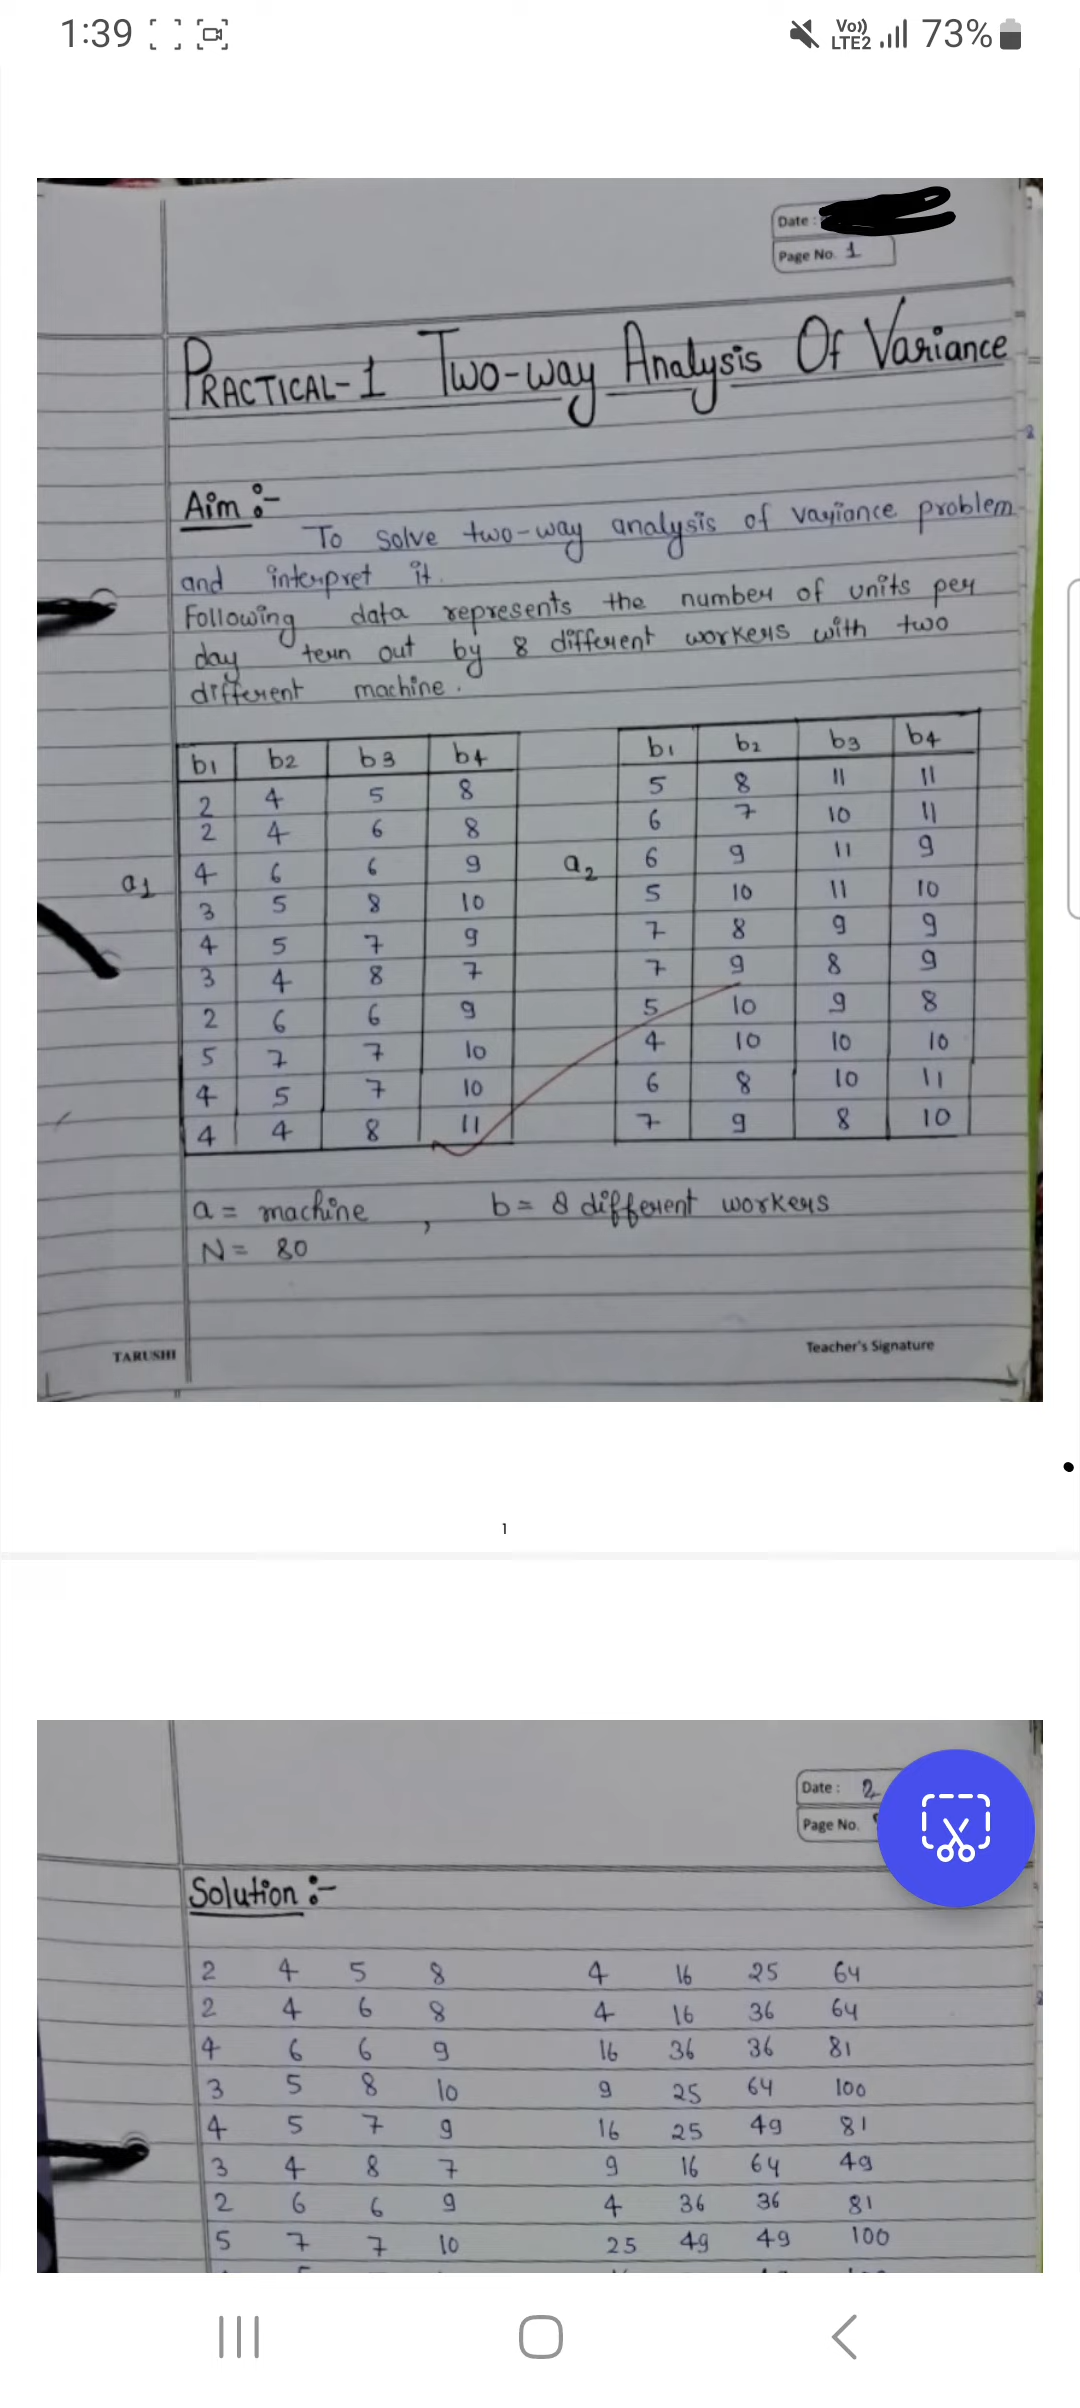 1:39
Vo)) LTE2 73%
Date :
Page No. 1
PRACTICAL-1 Two-way Analysis Of Variance
Aim :-
To solve two-way analysis of variance problem
and interpret it.
Following data represents the number of units per
day tern out by 8 different workers with two
different machine.
b1 b2 b3 b4 b1 b2 b3 b4
2 4 5 8 5 8 11 11
2 4 6 8 6 7 10 11
a1 4 6 6 9 a2 6 9 11 9
3 5 8 10 5 10 11 10
4 5 7 9 7 8 9 9
3 4 8 7 7 9 8 9
2 6 6 9 5 10 9 8
5 7 7 10 4 10 10 10
4 5 7 10 6 8 10 11
4 4 8 11 7 9 8 10
a = machine , b = 8 different workers
N = 80
TARUSHI Teacher's Signature
1
Date : 2
Page No.
Solution :-
2 4 5 8 4 16 25 64
2 4 6 8 4 16 36 64
4 6 6 9 16 36 36 81
3 5 8 10 9 25 64 100
4 5 7 9 16 25 49 81
3 4 8 7 9 16 64 49
2 6 6 9 4 36 36 81
5 7 7 10 25 49 49 100